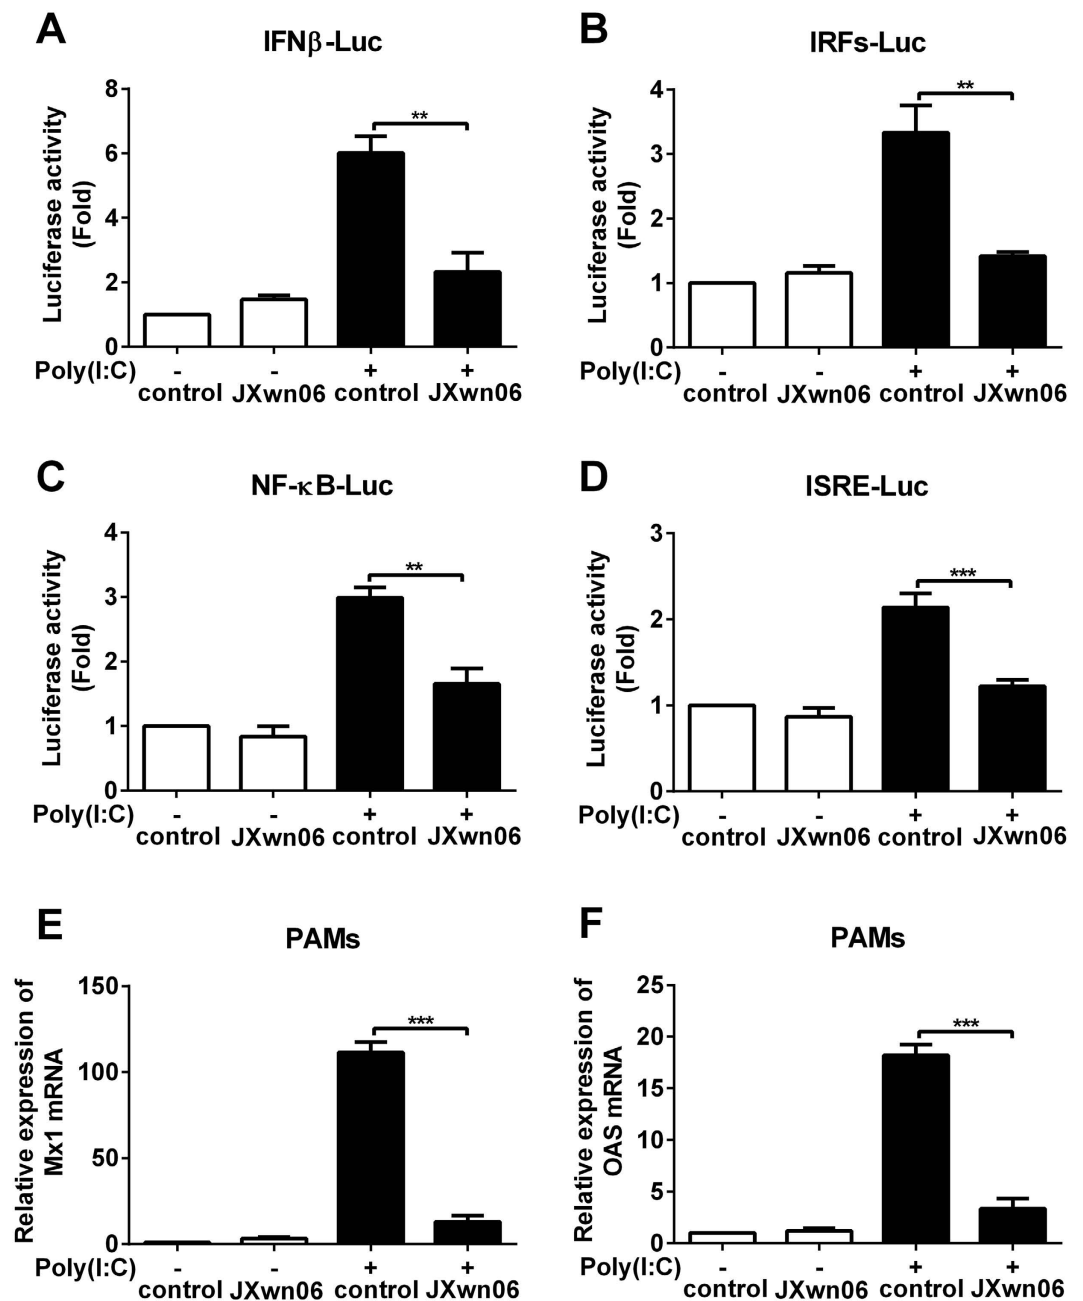 A
IFNβ-Luc
Luciferase activity
(Fold)
8
6
4
2
0
**
Poly(I:C) - - + +
control JXwn06 control JXwn06
B
IRFs-Luc
Luciferase activity
(Fold)
4
3
2
1
0
**
Poly(I:C) - - + +
control JXwn06 control JXwn06
C
NF-κB-Luc
Luciferase activity
(Fold)
4
3
2
1
0
**
Poly(I:C) - - + +
control JXwn06 control JXwn06
D
ISRE-Luc
Luciferase activity
(Fold)
3
2
1
0
***
Poly(I:C) - - + +
control JXwn06 control JXwn06
E
PAMs
Relative expression of
Mx1 mRNA
150
100
50
0
***
Poly(I:C) - - + +
control JXwn06 control JXwn06
F
PAMs
Relative expression of
OAS mRNA
25
20
15
10
5
0
***
Poly(I:C) - - + +
control JXwn06 control JXwn06